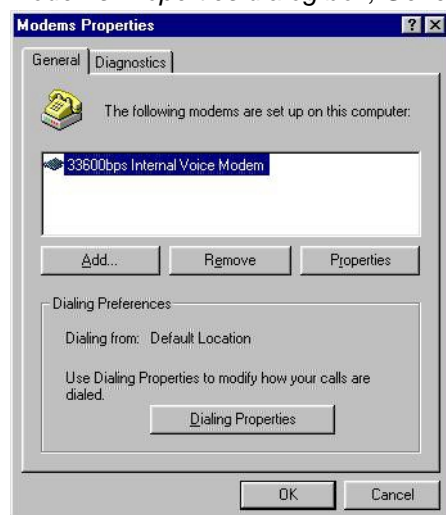 Modems Properties
General
Diagnostics
The following modems are set up on this computer:
33600bps Internal Voice Modem
Add...
Remove
Properties
Dialing Preferences
Dialing from: Default Location
Use Dialing Properties to modify how your calls are
dialed.
Dialing Properties
OK
Cancel